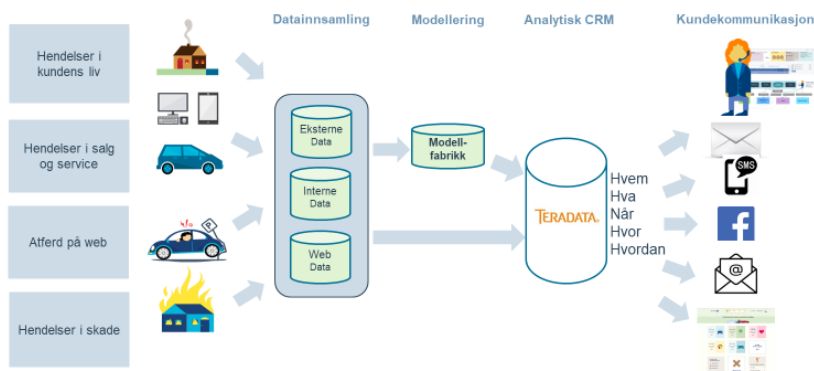 Datainnsamling
Modellering
Analytisk CRM
Kundekommunikasjon
Hendelser i
kundens liv
Hendelser i salg
og service
Atferd på web
Hendelser i skade
Eksterne
Data
Interne
Data
Web
Data
Modell-
fabrikk
TERADATA.
Hvem
Hva
Når
Hvor
Hvordan
SMS